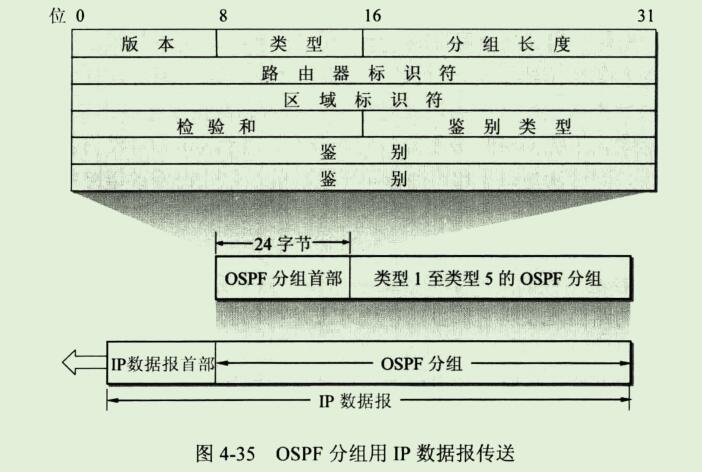 位 0 8 16 31
版本 类型 分组长度
路由器标识符
区域标识符
检验和 鉴别类型
鉴别
鉴别
24 字节
OSPF 分组首部 类型 1 至类型 5 的 OSPF 分组
IP数据报首部 OSPF 分组
IP 数据报
图 4-35 OSPF 分组用 IP 数据报传送